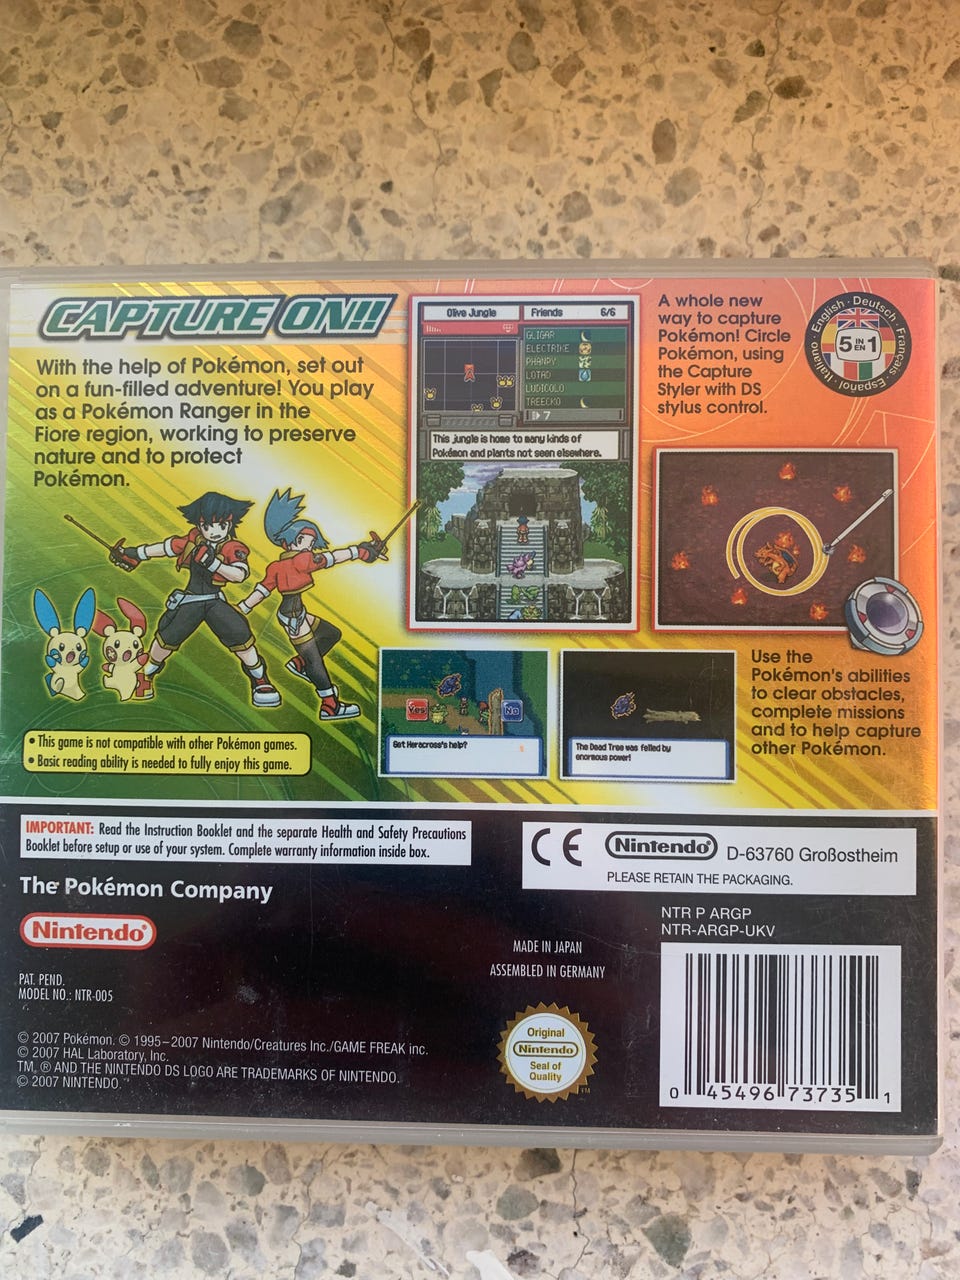 CAPTURE ON!!
With the help of Pokémon, set out
on a fun-filled adventure! You play
as a Pokémon Ranger in the
Fiore region, working to preserve
nature and to protect
Pokémon.
Olive Jungle
Friends 6/6
GLIGAR
ELECTRIKE
PHANPY
LOTAD
LUDICOLO
TREECKO
7
This jungle is home to many kinds of
Pokémon and plants not seen elsewhere.
A whole new
way to capture
Pokémon! Circle
Pokémon, using
the Capture
Styler with DS
stylus control.
English · Deutsch · Français · Español · Italiano
5 IN EN 1
Yes
No
Get Heracross's help?
The Dead Tree was felled by
enormous power!
Use the
Pokémon's abilities
to clear obstacles,
complete missions
and to help capture
other Pokémon.
• This game is not compatible with other Pokémon games.
• Basic reading ability is needed to fully enjoy this game.
IMPORTANT: Read the Instruction Booklet and the separate Health and Safety Precautions
Booklet before setup or use of your system. Complete warranty information inside box.
CE
Nintendo® D-63760 Großostheim
PLEASE RETAIN THE PACKAGING.
The Pokémon Company
Nintendo®
NTR P ARGP
NTR-ARGP-UKV
MADE IN JAPAN
ASSEMBLED IN GERMANY
PAT. PEND.
MODEL NO.: NTR-005
© 2007 Pokémon. © 1995–2007 Nintendo/Creatures Inc./GAME FREAK inc.
© 2007 HAL Laboratory, Inc.
TM, ® AND THE NINTENDO DS LOGO ARE TRADEMARKS OF NINTENDO.
© 2007 NINTENDO.
Original
Nintendo®
Seal of
Quality
TM
0 45496 73735 1